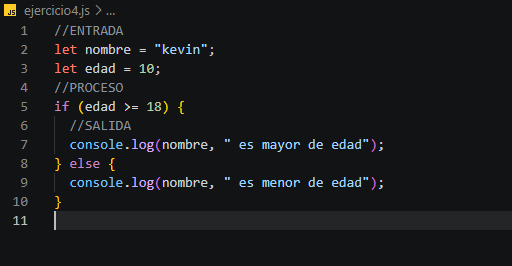 JS ejercicio4.js > ...
1 //ENTRADA
2 let nombre = "kevin";
3 let edad = 10;
4 //PROCESO
5 if (edad >= 18) {
6   //SALIDA
7   console.log(nombre, " es mayor de edad");
8 } else {
9   console.log(nombre, " es menor de edad");
10 }
11